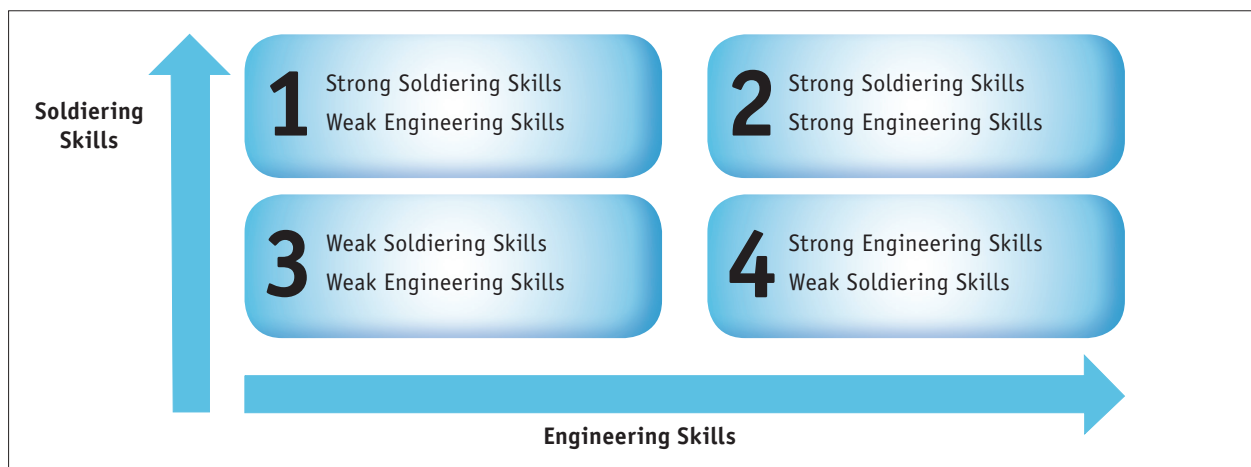 Soldiering
Skills
1
Strong Soldiering Skills
Weak Engineering Skills
2
Strong Soldiering Skills
Strong Engineering Skills
3
Weak Soldiering Skills
Weak Engineering Skills
4
Strong Engineering Skills
Weak Soldiering Skills
Engineering Skills